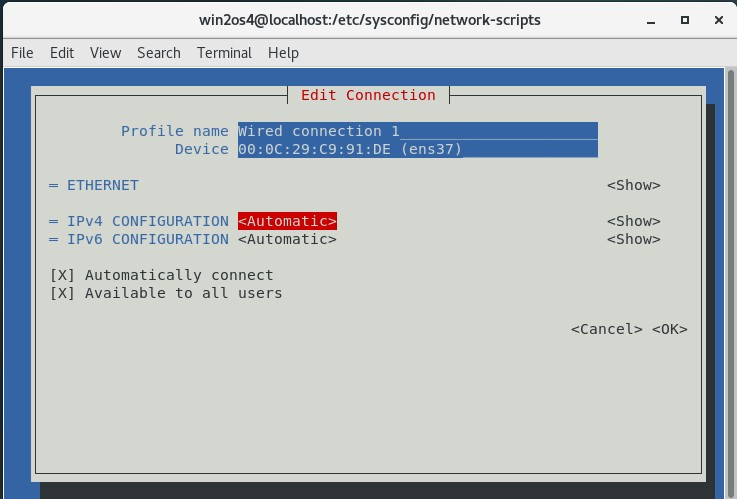 win2os4@localhost:/etc/sysconfig/network-scripts
File Edit View Search Terminal Help
Edit Connection
Profile name Wired connection 1
Device 00:0C:29:C9:91:DE (ens37)
= ETHERNET <Show>
= IPv4 CONFIGURATION <Automatic> <Show>
= IPv6 CONFIGURATION <Automatic> <Show>
[X] Automatically connect
[X] Available to all users
<Cancel> <OK>